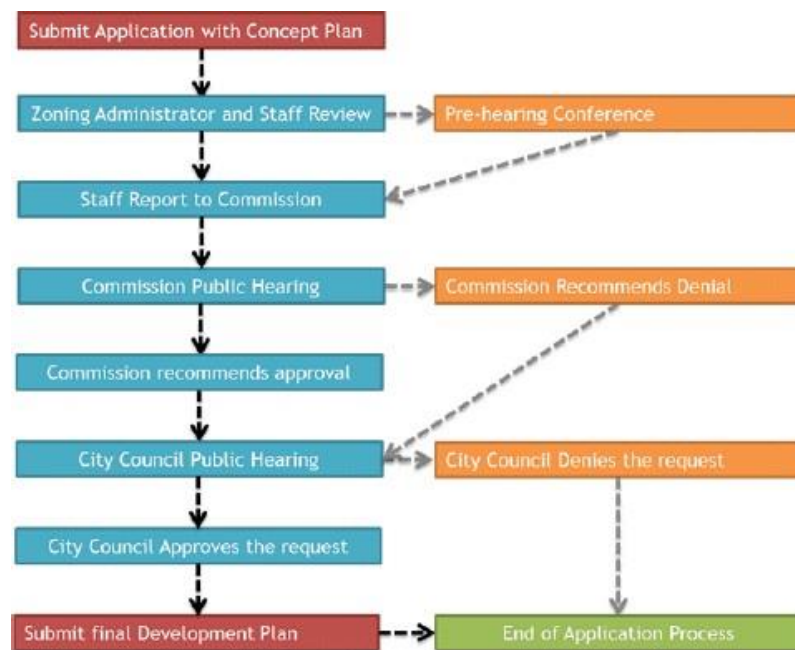 Submit Application with Concept Plan
Zoning Administrator and Staff Review
Pre-hearing Conference
Staff Report to Commission
Commission Public Hearing
Commission Recommends Denial
Commission recommends approval
City Council Public Hearing
City Council Denies the request
City Council Approves the request
Submit final Development Plan
End of Application Process